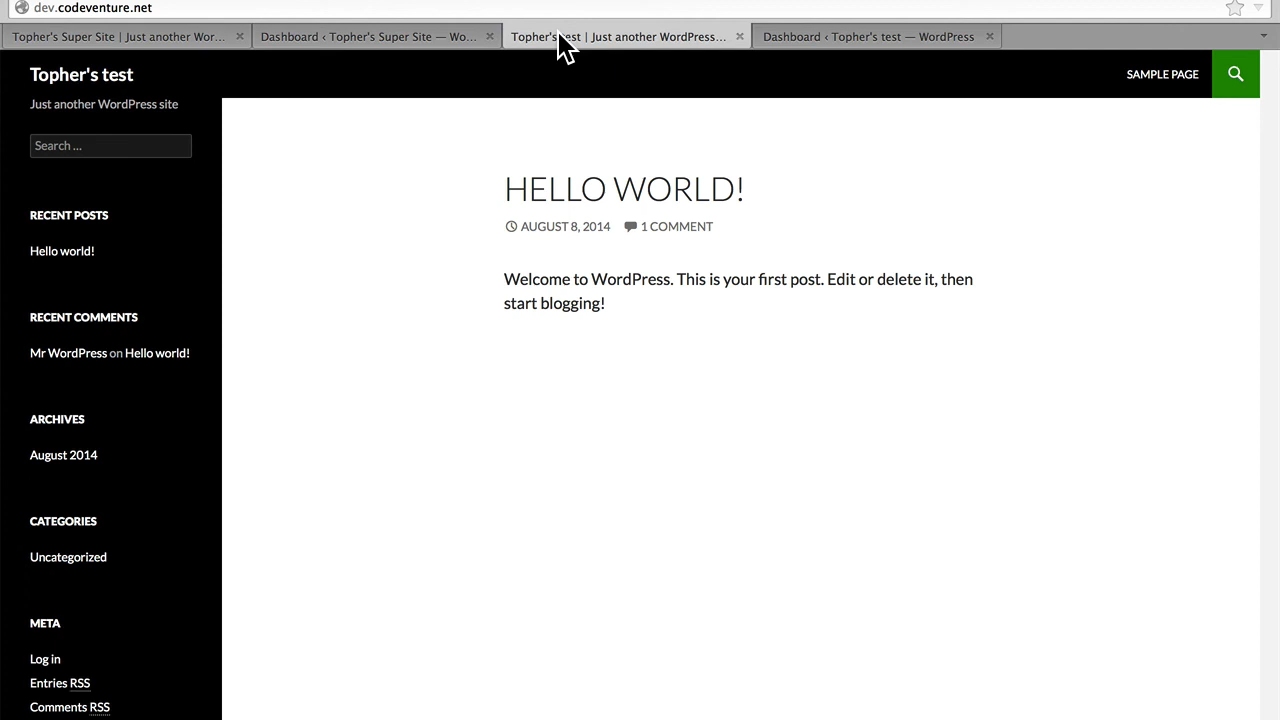 dev.codeventure.net
Topher's Super Site | Just another Wor...
Dashboard ‹ Topher's Super Site — Wo...
Topher's test | Just another WordPress...
Dashboard ‹ Topher's test — WordPress
Topher's test
SAMPLE PAGE
Just another WordPress site
Search ...
HELLO WORLD!
AUGUST 8, 2014 1 COMMENT
Welcome to WordPress. This is your first post. Edit or delete it, then
start blogging!
RECENT POSTS
Hello world!
RECENT COMMENTS
Mr WordPress on Hello world!
ARCHIVES
August 2014
CATEGORIES
Uncategorized
META
Log in
Entries RSS
Comments RSS